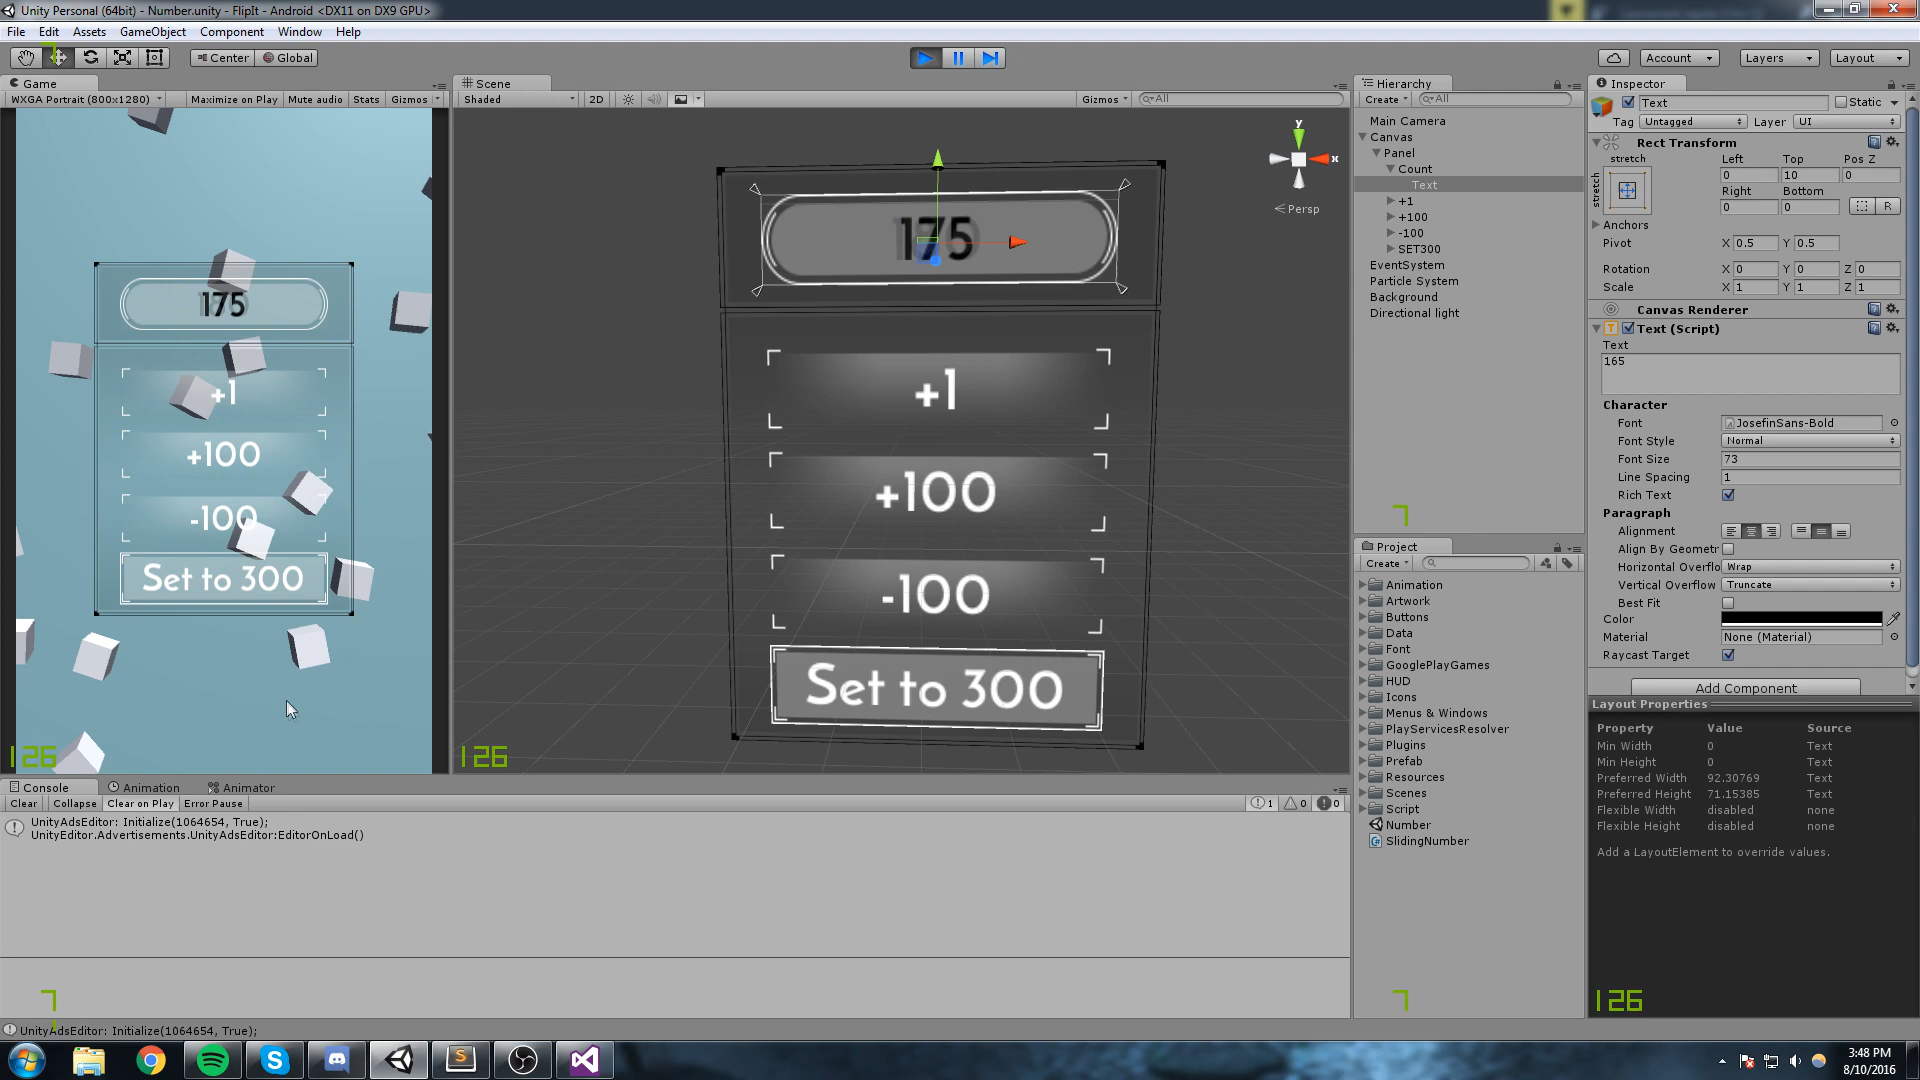 Unity Personal (64bit) - Number.unity - FlipIt - Android <DX11 on DX9 GPU>
File Edit Assets GameObject Component Window Help
Center Global Account Layers Layout
Game
WXGA Portrait (800x1280) Maximize on Play Mute audio Stats Gizmos
175
+1
+100
-100
Set to 300
126
Scene
Shaded 2D Gizmos All
y
x
Persp
175
+1
+100
-100
Set to 300
126
Hierarchy
Create All
Main Camera
Canvas
Panel
Count
Text
+1
+100
-100
SET300
EventSystem
Particle System
Background
Directional light
7
Project
Create
Animation
Artwork
Buttons
Data
Font
GooglePlayGames
HUD
Icons
Menus & Windows
PlayServicesResolver
Plugins
Prefab
Resources
Scenes
Script
Number
SlidingNumber
7
Inspector
Text Static
Tag Untagged Layer UI
Rect Transform
stretch Left Top Pos Z
stretch
0 10 0
Right Bottom
0 0 R
Anchors
Pivot X 0.5 Y 0.5
Rotation X 0 Y 0 Z 0
Scale X 1 Y 1 Z 1
Canvas Renderer
Text (Script)
Text
165
Character
Font JosefinSans-Bold
Font Style Normal
Font Size 73
Line Spacing 1
Rich Text
Paragraph
Alignment
Align By Geometr
Horizontal Overflo Wrap
Vertical Overflow Truncate
Best Fit
Color
Material None (Material)
Raycast Target
Add Component
Layout Properties
Property Value Source
Min Width 0 Text
Min Height 0 Text
Preferred Width 92.30769 Text
Preferred Height 71.15385 Text
Flexible Width disabled none
Flexible Height disabled none
Add a LayoutElement to override values.
126
Console Animation Animator
Clear Collapse Clear on Play Error Pause 1 0 0
UnityAdsEditor: Initialize(1064654, True);
UnityEditor.Advertisements.UnityAdsEditor:EditorOnLoad()
7
UnityAdsEditor: Initialize(1064654, True);
3:48 PM
8/10/2016